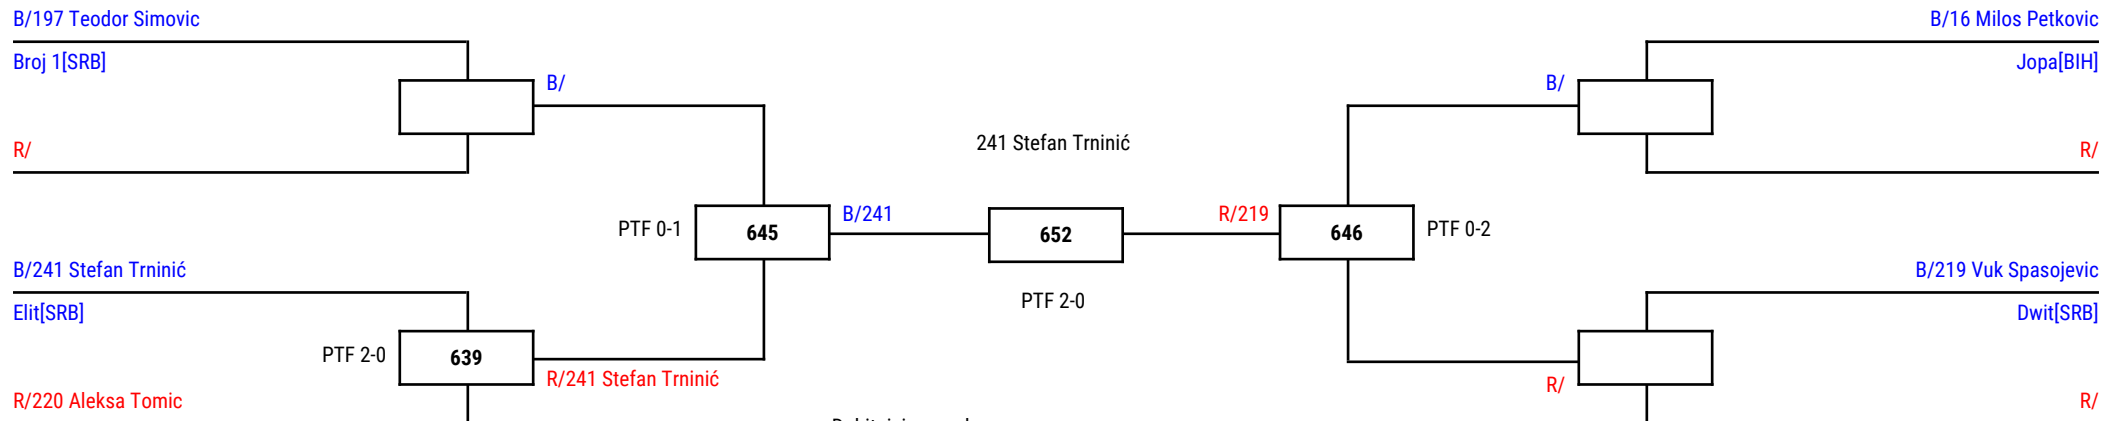 B/197 Teodor Simovic
B/16 Milos Petkovic
Broj 1[SRB]
Jopa[BIH]
B/
B/
241 Stefan Trninić
R/
R/
PTF 0-1
645
B/241
652
R/219
646
PTF 0-2
B/241 Stefan Trninić
B/219 Vuk Spasojevic
PTF 2-0
Elit[SRB]
Dwit[SRB]
PTF 2-0
639
R/241 Stefan Trninić
R/
R/220 Aleksa Tomic
R/